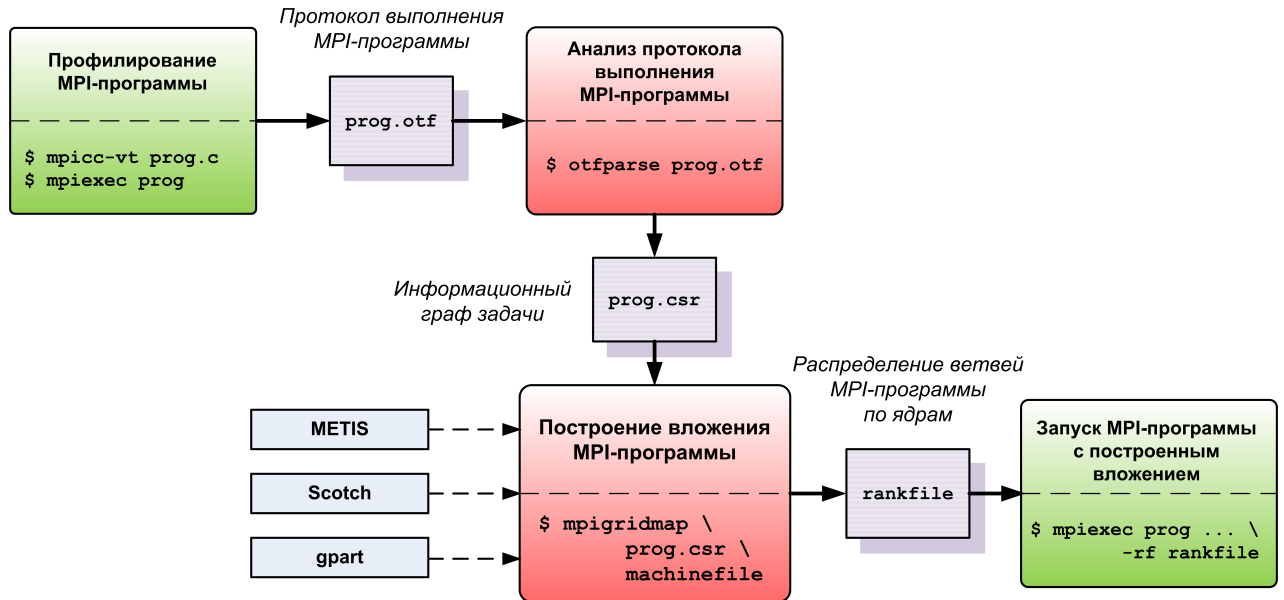 Профилирование
MPI-программы
$ mpicc-vt prog.c
$ mpiexec prog
Протокол выполнения
MPI-программы
prog.otf
Анализ протокола
выполнения
MPI-программы
$ otfparse prog.otf
Информационный
граф задачи
prog.csr
METIS
Scotch
gpart
Построение вложения
MPI-программы
$ mpigridmap \
prog.csr \
machinefile
Распределение ветвей
MPI-программы
по ядрам
rankfile
Запуск MPI-программы
с построенным
вложением
$ mpiexec prog ... \
-rf rankfile